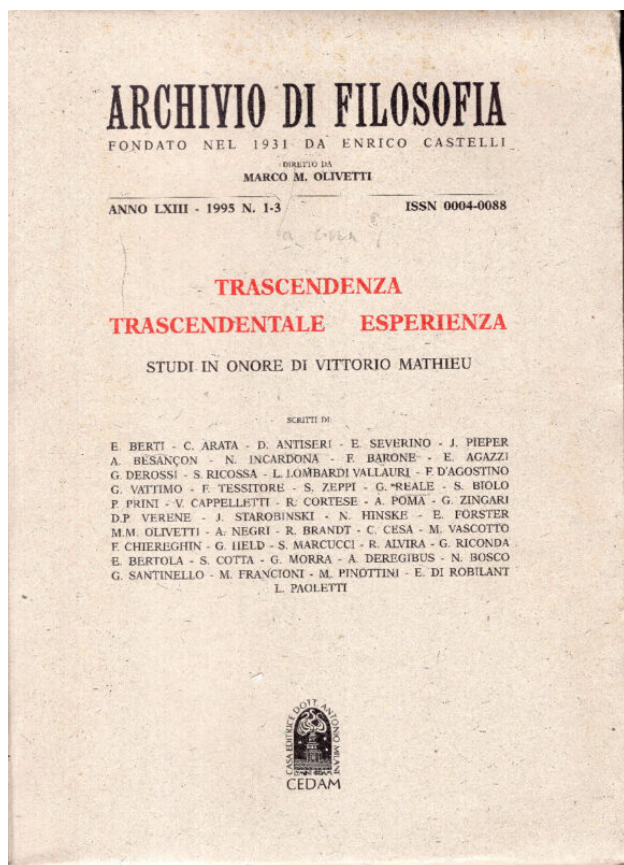 ARCHIVIO DI FILOSOFIA
FONDATO NEL 1931 DA ENRICO CASTELLI
DIRETTO DA
MARCO M. OLIVETTI
ANNO LXIII - 1995 N. 1-3 ISSN 0004-0088
TRASCENDENZA
TRASCENDENTALE ESPERIENZA
STUDI IN ONORE DI VITTORIO MATHIEU
SCRITTI DI
E. BERTI - C. ARATA - D. ANTISERI - E. SEVERINO - J. PIEPER
A. BESANÇON - N. INCARDONA - F. BARONE - E. AGAZZI
G. DEROSSI - S. RICOSSA - L. LOMBARDI VALLAURI - F. D'AGOSTINO
G. VATTIMO - F. TESSITORE - S. ZEPPI - G. REALE - S. BIOLO
P. PRINI - V. CAPPELLETTI - R. CORTESE - A. POMA - G. ZINGARI
D.P. VERENE - J. STAROBINSKI - N. HINSKE - E. FÖRSTER
M.M. OLIVETTI - A. NEGRI - R. BRANDT - C. CESA - M. VASCOTTO
F. CHIEREGHIN - G. HELD - S. MARCUCCI - R. ALVIRA - G. RICONDA
E. BERTOLA - S. COTTA - G. MORRA - A. DEREGIBUS - N. BOSCO
G. SANTINELLO - M. FRANCIONI - M. PINOTTINI - E. DI ROBILANT
L. PAOLETTI
CASA EDITRICE DOTT. ANTONIO MILANI
CEDAM